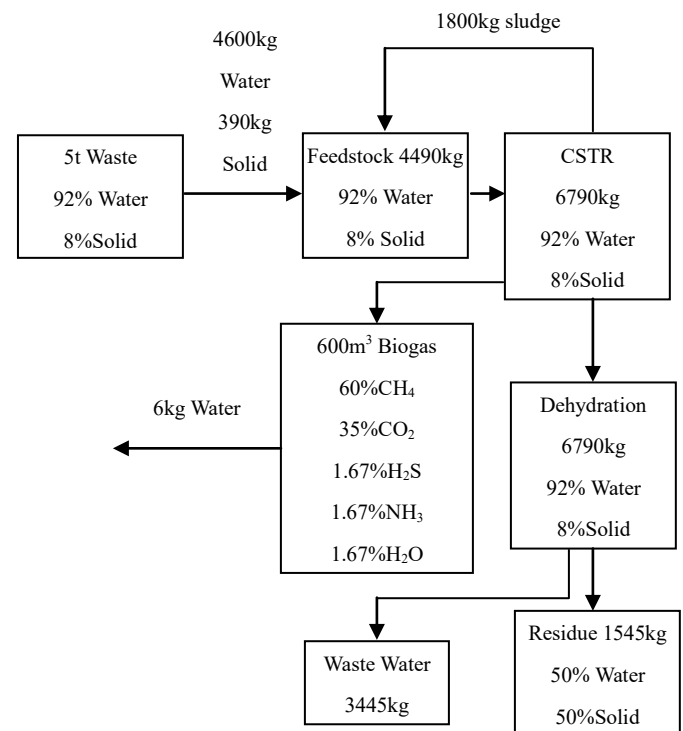 4600kg
Water
390kg
Solid
1800kg sludge
5t Waste
92% Water
8%Solid
Feedstock 4490kg
92% Water
8% Solid
CSTR
6790kg
92% Water
8%Solid
600m³ Biogas
60%CH₄
35%CO₂
1.67%H₂S
1.67%NH₃
1.67%H₂O
6kg Water
Dehydration
6790kg
92% Water
8%Solid
Waste Water
3445kg
Residue 1545kg
50% Water
50%Solid